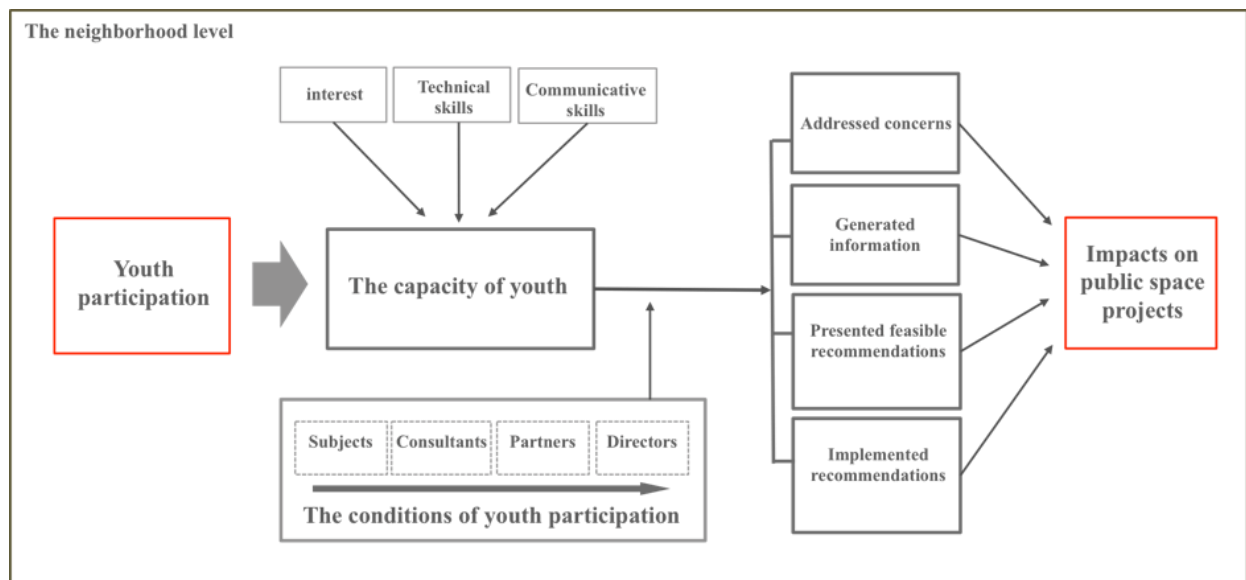 The neighborhood level
interest
Technical
skills
Communicative
skills
Youth
participation
The capacity of youth
Subjects
Consultants
Partners
Directors
The conditions of youth participation
Addressed concerns
Generated
information
Presented feasible
recommendations
Implemented
recommendations
Impacts on
public space
projects